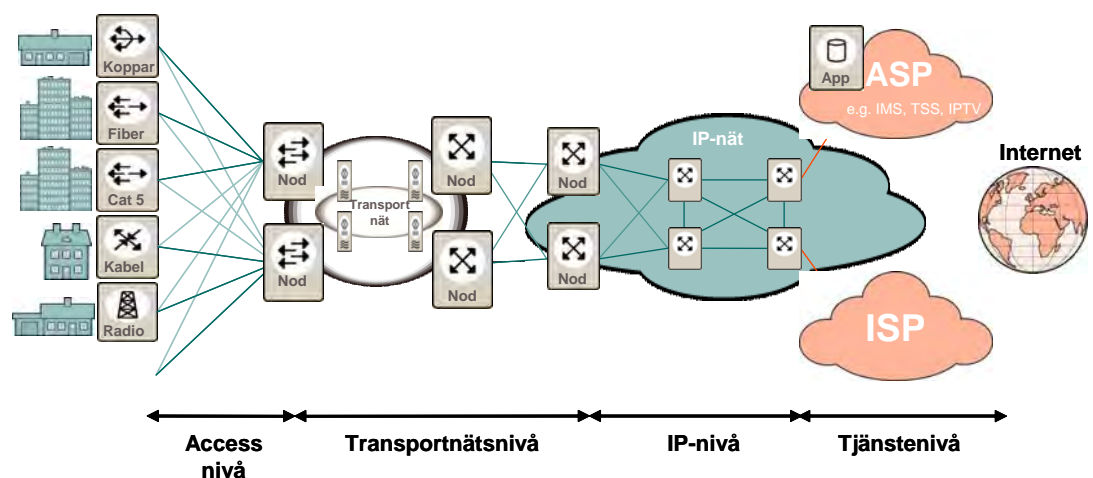 Koppar
Fiber
Cat 5
Kabel
Radio
Nod
Nod
Transport
nät
Nod
Nod
Nod
Nod
IP-nät
App
ASP
e.g. IMS, TSS, IPTV
ISP
Internet
Access
nivå
Transportnätsnivå
IP-nivå
Tjänstenivå